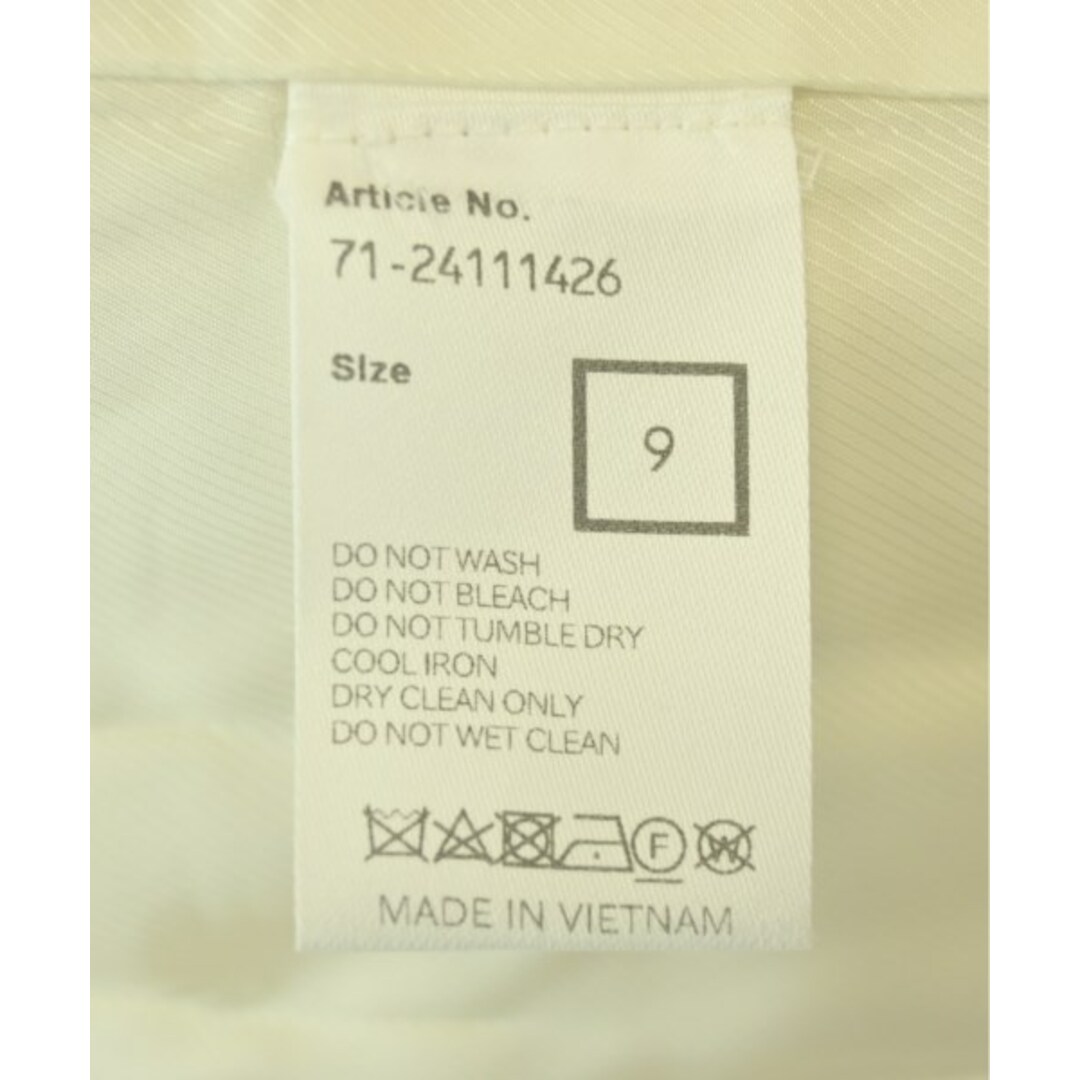 Article No.
71-24111426
Size
9
DO NOT WASH
DO NOT BLEACH
DO NOT TUMBLE DRY
COOL IRON
DRY CLEAN ONLY
DO NOT WET CLEAN
F W
MADE IN VIETNAM